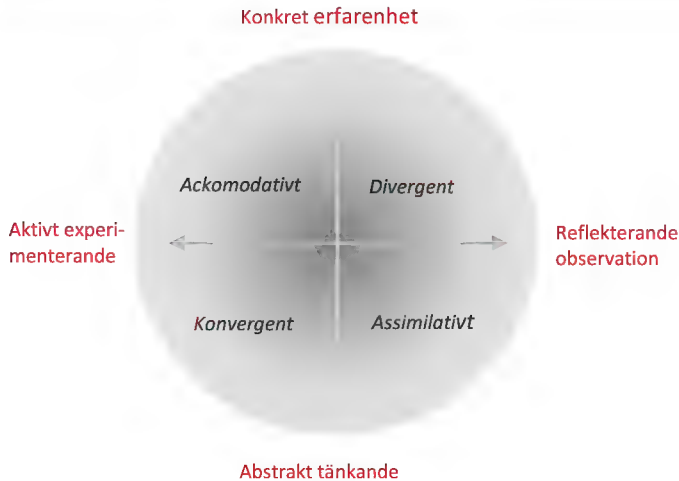 Konkret erfarenhet
Ackomodativt
Divergent
Aktivt experi-
menterande
Reflekterande
observation
Konvergent
Assimilativt
Abstrakt tänkande